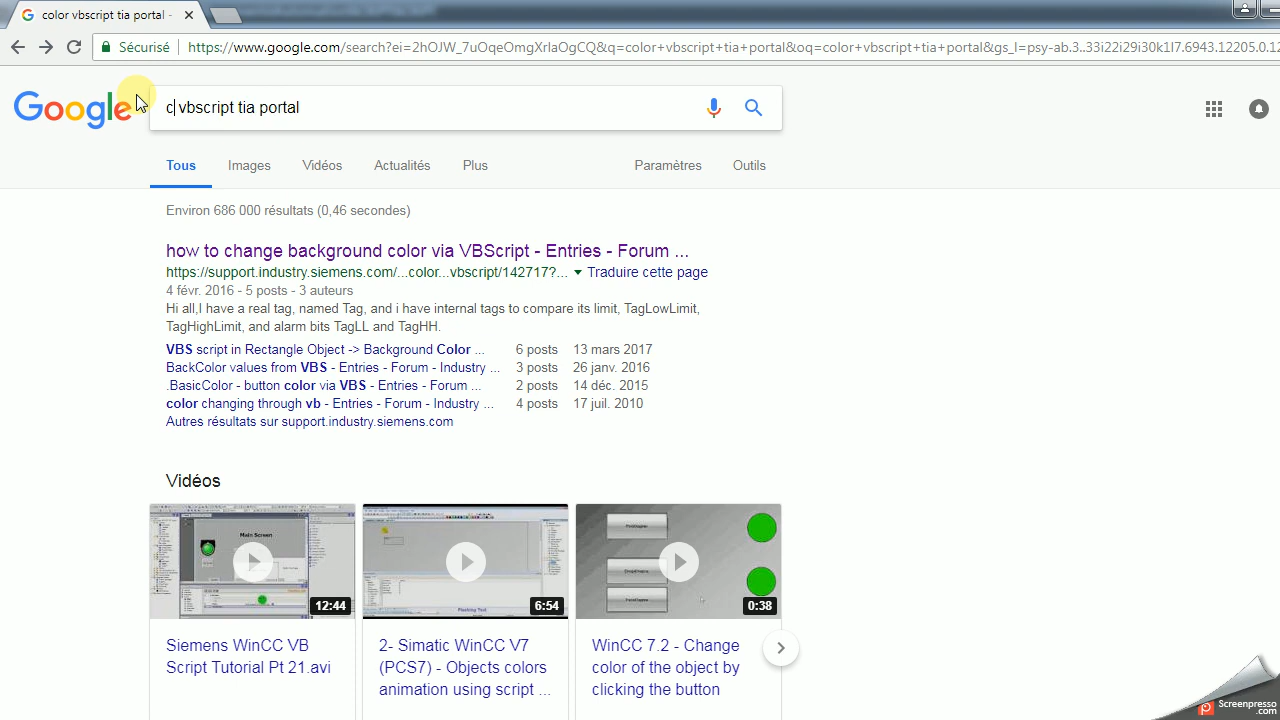 color vbscript tia portal -
Sécurisé
https://www.google.com/search?ei=2hOJW_7uOqeOmgXrlaOgCQ&q=color+vbscript+tia+portal&oq=color+vbscript+tia+portal&gs_l=psy-ab.3..33i22i29i30k1l7.6943.12205.0.12
Google
c vbscript tia portal
Tous Images Vidéos Actualités Plus Paramètres Outils
Environ 686 000 résultats (0,46 secondes)
how to change background color via VBScript - Entries - Forum ...
https://support.industry.siemens.com/...color...vbscript/142717?... Traduire cette page
4 févr. 2016 - 5 posts - 3 auteurs
Hi all,I have a real tag, named Tag, and i have internal tags to compare its limit, TagLowLimit,
TagHighLimit, and alarm bits TagLL and TagHH.
VBS script in Rectangle Object -> Background Color ... 6 posts 13 mars 2017
BackColor values from VBS - Entries - Forum - Industry ... 3 posts 26 janv. 2016
.BasicColor - button color via VBS - Entries - Forum ... 2 posts 14 déc. 2015
color changing through vb - Entries - Forum - Industry ... 4 posts 17 juil. 2010
Autres résultats sur support.industry.siemens.com
Vidéos
Main Screen
12:44
6:54
0:38
Siemens WinCC VB
Script Tutorial Pt 21.avi
2- Simatic WinCC V7
(PCS7) - Objects colors
animation using script ...
WinCC 7.2 - Change
color of the object by
clicking the button
Screenpresso
.com